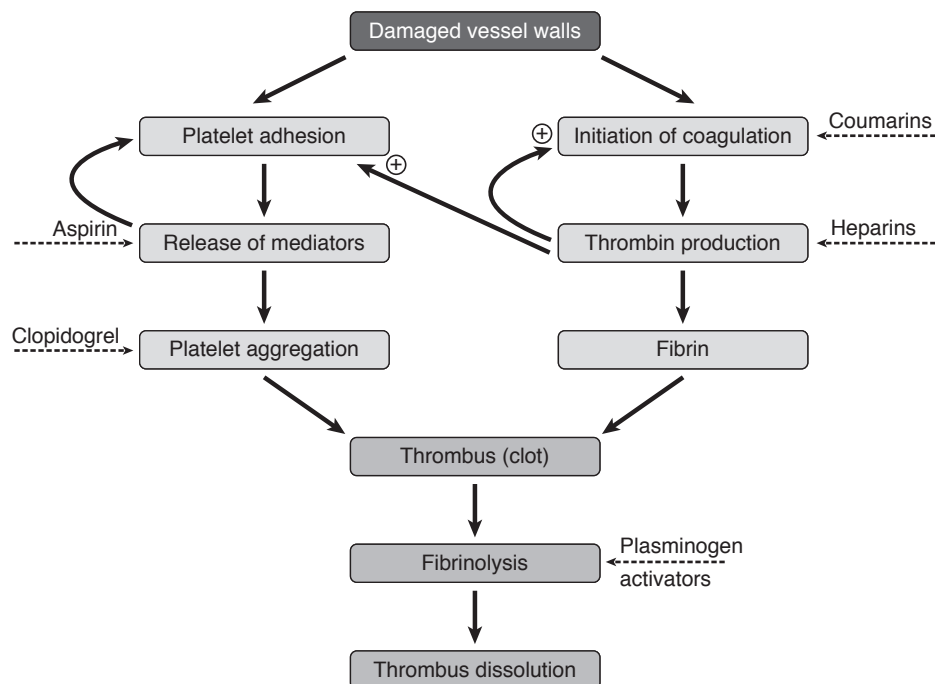 Damaged vessel walls
Platelet adhesion
+
Initiation of coagulation
Coumarins
+
Aspirin
Release of mediators
Thrombin production
Heparins
Clopidogrel
Platelet aggregation
Fibrin
Thrombus (clot)
Fibrinolysis
Plasminogen
activators
Thrombus dissolution